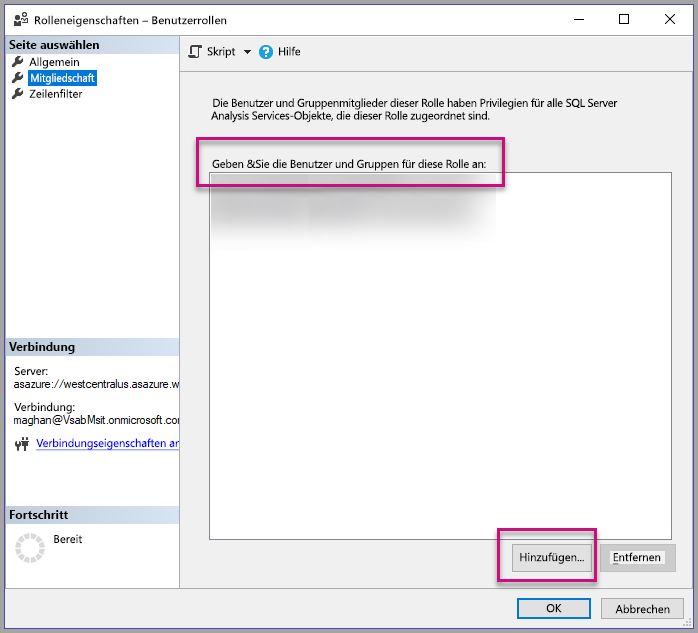 Rolleneigenschaften – Benutzerrollen
Seite auswählen
Allgemein
Mitgliedschaft
Zeilenfilter
Skript
Hilfe
Die Benutzer und Gruppenmitglieder dieser Rolle haben Privilegien für alle SQL Server
Analysis Services-Objekte, die dieser Rolle zugeordnet sind.
Geben &Sie die Benutzer und Gruppen für diese Rolle an:
Verbindung
Server:
asazure://westcentralus.asazure.w
Verbindung:
maghan@VsabMsit.onmicrosoft.co
Verbindungseigenschaften an
Fortschritt
Bereit
Hinzufügen...
Entfernen
OK
Abbrechen